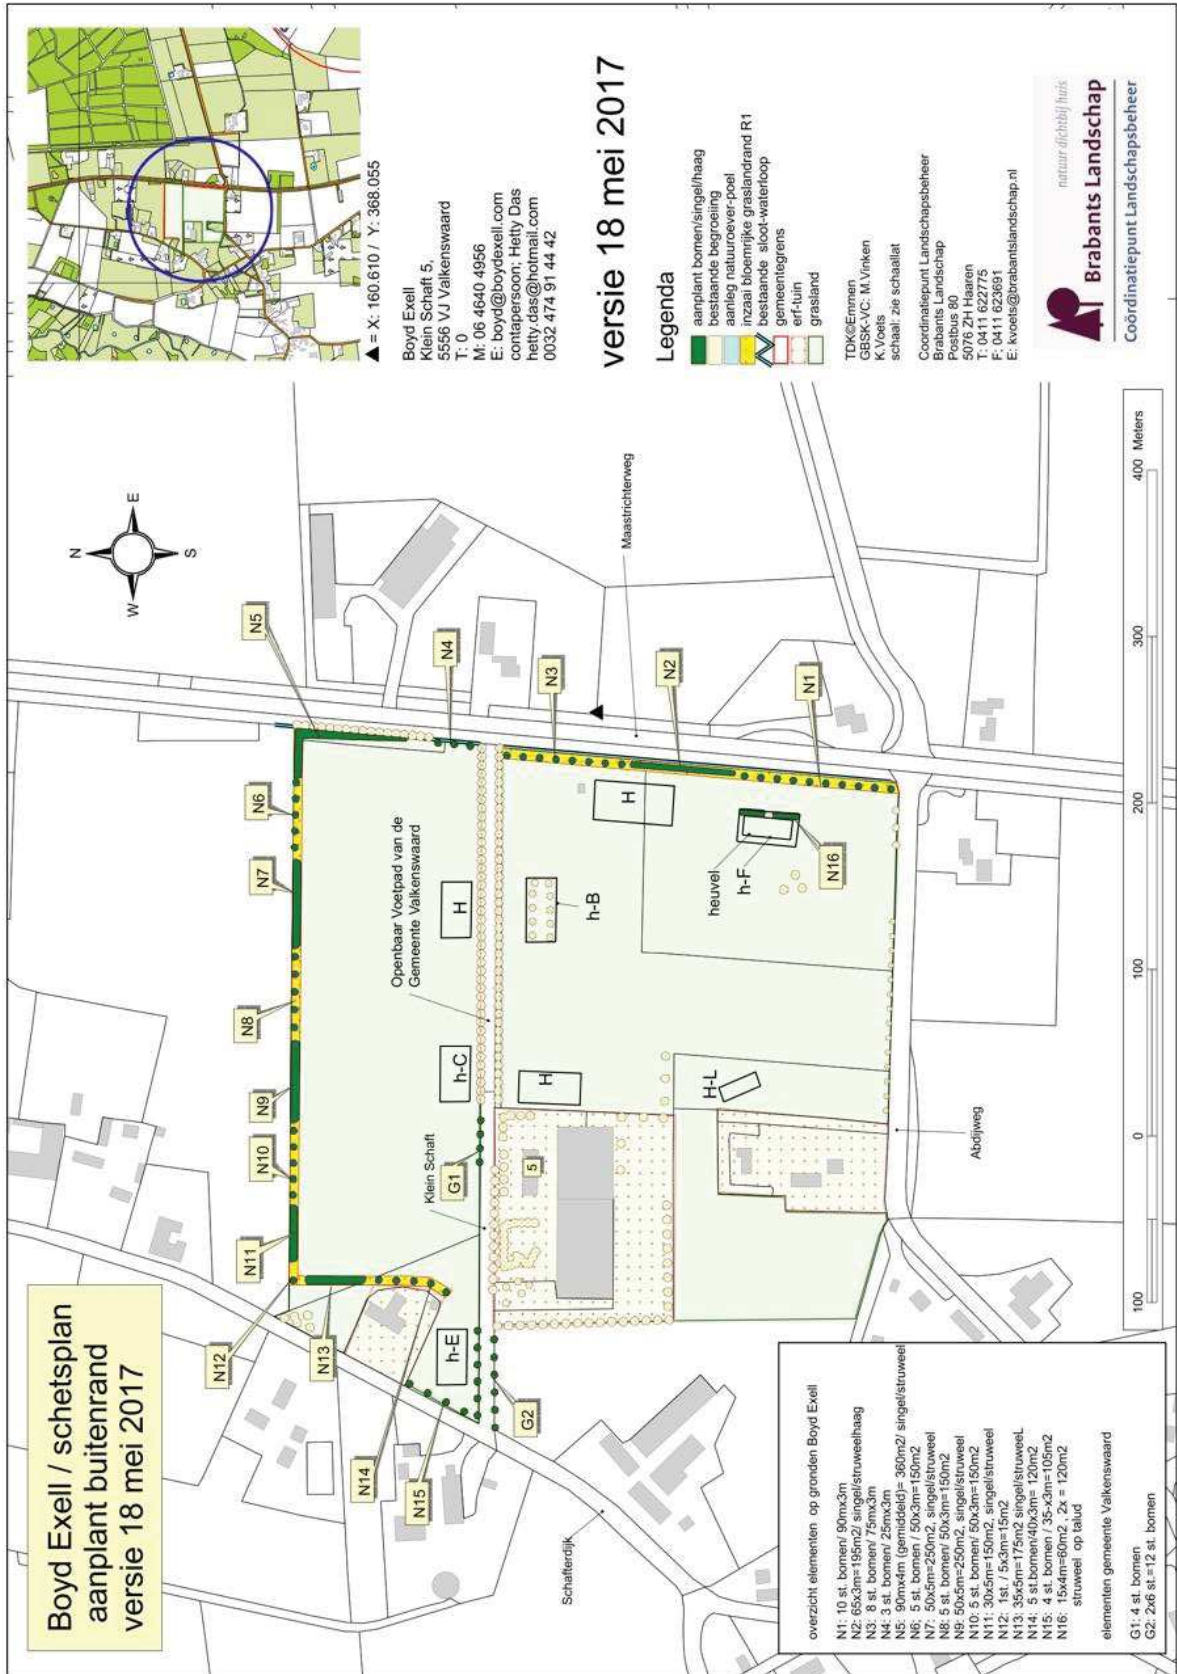 Boyd Exell / schetsplan
aanplant buitenrand
versie 18 mei 2017
N
W
E
S
N12
N11
N10
N9
N8
N7
N6
N5
N13
N14
N15
N4
N3
N2
N1
N16
G1
G2
h-E
h-C
H
H
H
H-L
h-B
heuvel
h-F
5
Klein Schaft
Openbaar Voetpad van de
Gemeente Valkenswaard
Maastrichterweg
Schafterdijk
Abdijweg
overzicht elementen op gronden Boyd Exell
N1: 10 st. bomen/ 90mx3m
N2: 65x3m=195m2/ singel/struweelhaag
N3: 8 st. bomen/ 75mx3m
N4: 3 st. bomen/ 25mx3m
N5: 90mx4m (gemiddeld)= 360m2/ singel/struweel
N6; 5 st. bomen / 50x3m=150m2
N7: 50x5m=250m2, singel/struweel
N8: 5 st. bomen/ 50x3m=150m2
N9: 50x5m=250m2, singel/struweel
N10: 5 st. bomen/ 50x3m=150m2
N11: 30x5m=150m2, singel/struweel
N12: 1st. / 5x3m=15m2
N13: 35x5m=175m2 singel/struweeL
N14: 5 st.bomen/40x3m= 120m2
N15: 4 st. bomen / 35-x3m=105m2
N16: 15x4m=60m2 , 2x = 120m2
struweel op talud
elementen gemeente Valkenswaard
G1: 4 st. bomen
G2: 2x6 st.=12 st. bomen
100 0 100 200 300 400 Meters
▲ = X: 160.610 / Y: 368.055
Boyd Exell
Klein Schaft 5,
5556 VJ Valkenswaard
T: 0
M: 06 4640 4956
E: boyd@boydexell.com
contapersoon; Hetty Das
hetty.das@hotmail.com
0032 474 91 44 42
versie 18 mei 2017
Legenda
aanplant bomen/singel/haag
bestaande begroeiing
aanleg natuuroever-poel
inzaai bloemrijke graslandrand R1
bestaande sloot-waterloop
gemeentegrens
erf-tuin
grasland
TDK©Emmen
GBSK-VC: M.Vinken
K.Voets
schaal: zie schaallat
Coordinatiepunt Landschapsbeheer
Brabants Landschap
Postbus 80
5076 ZH Haaren
T: 0411 622775
F: 0411 623691
E: kvoets@brabantslandschap.nl
natuur dichtbij huis
Brabants Landschap
Coördinatiepunt Landschapsbeheer